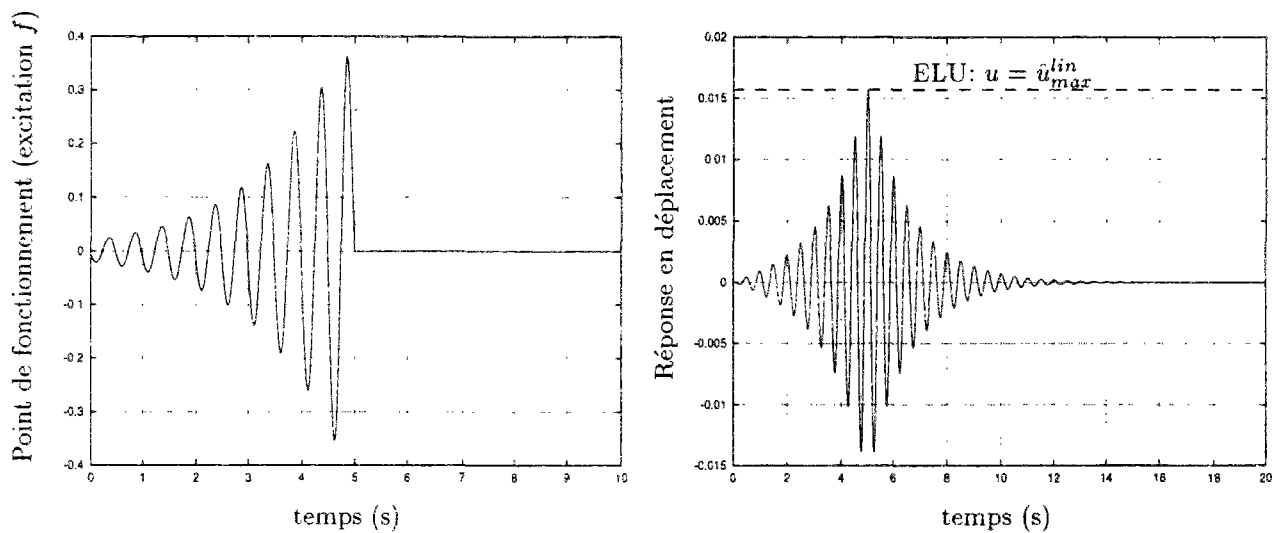 Point de fonctionnement (excitation f)
0.4
0.3
0.2
0.1
0
-0.1
-0.2
-0.3
-0.4
0 1 2 3 4 5 6 7 8 9 10
temps (s)
Réponse en déplacement
0.02
0.015
0.01
0.005
0
-0.005
-0.01
-0.015
ELU: u = û_{max}^{lin}
0 2 4 6 8 10 12 14 16 18 20
temps (s)